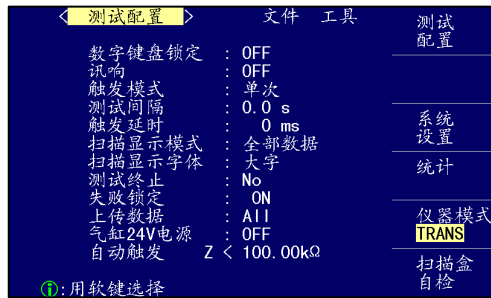 < 测试配置 > 文件 工具
数字键盘锁定 : OFF
讯响 : OFF
触发模式 : 单次
测试间隔 : 0.0 s
触发延时 : 0 ms
扫描显示模式 : 全部数据
扫描显示字体 : 大字
测试终止 : No
失败锁定 : ON
上传数据 : All
气缸24V电源 : OFF
自动触发 Z < 100.00kΩ
①:用软键选择
测试
配置
系统
设置
统计
仪器模式
TRANS
扫描盒
自检